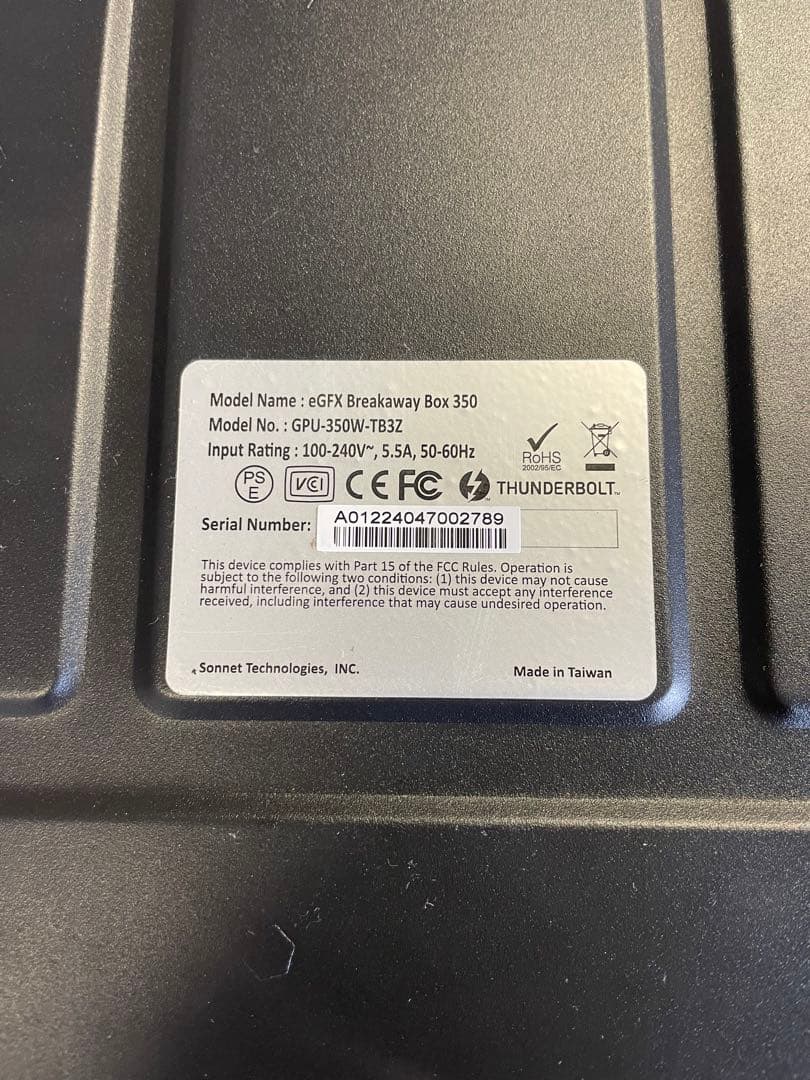 Model Name : eGFX Breakaway Box 350
Model No. : GPU-350W-TB3Z
Input Rating : 100-240V~, 5.5A, 50-60Hz
RoHS
2002/95/EC
PS
E
VCI
CE FC
THUNDERBOLT™
Serial Number:
A01224047002789
This device complies with Part 15 of the FCC Rules. Operation is
subject to the following two conditions: (1) this device may not cause
harmful interference, and (2) this device must accept any interference
received, including interference that may cause undesired operation.
Sonnet Technologies, INC.
Made in Taiwan